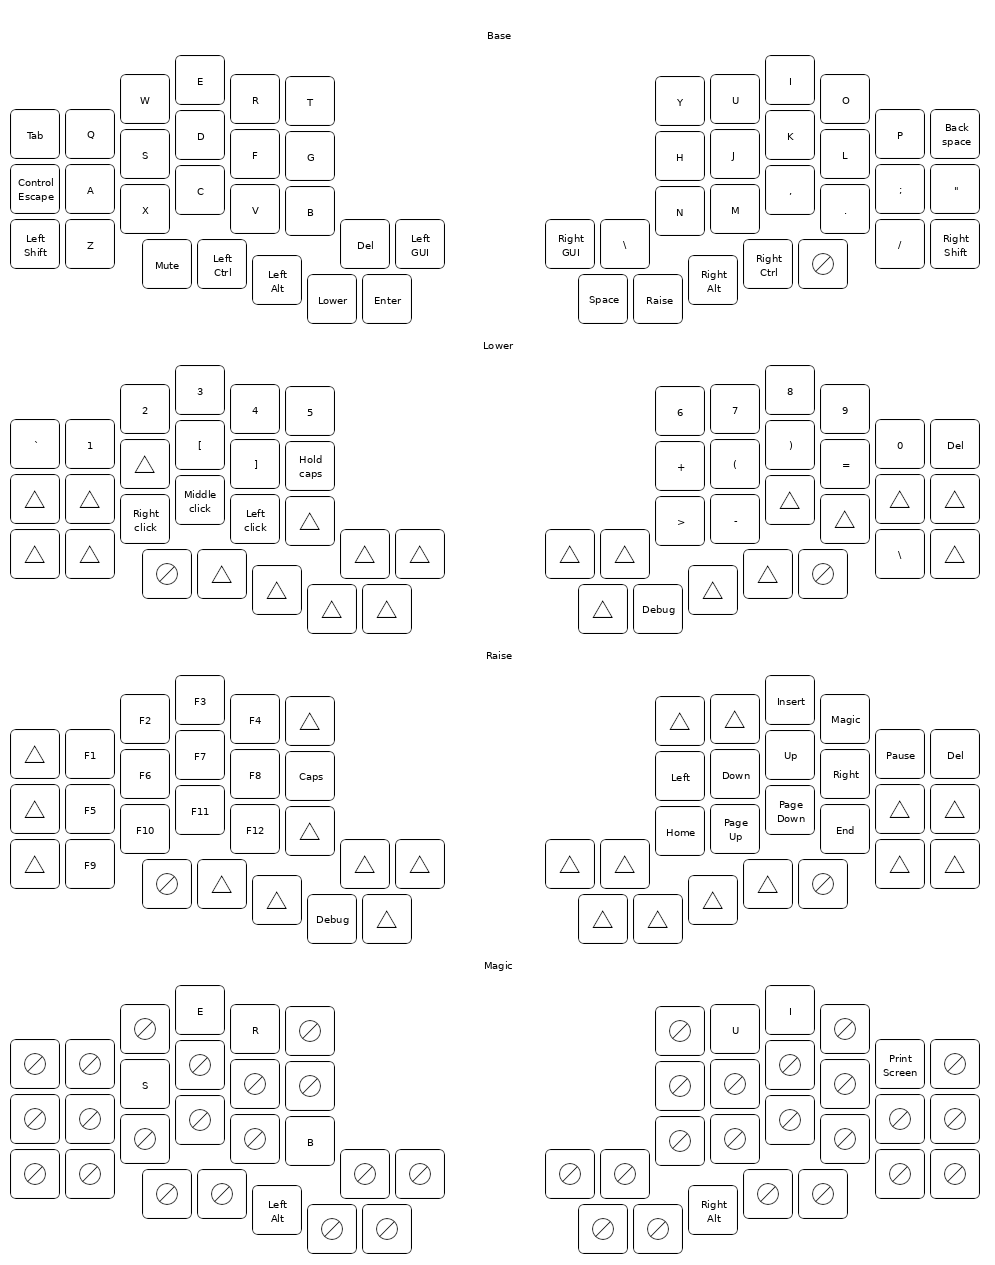 Base
E
I
W
R
T
Y
U
O
Tab
Q
D
K
P
Back
space
S
F
G
H
J
L
Control
Escape
A
C
,
;
"
X
V
B
N
M
.
Left
Shift
Z
Del
Left
GUI
Right
GUI
\
/
Right
Shift
Mute
Left
Ctrl
Left
Alt
Right
Alt
Right
Ctrl
Lower
Enter
Space
Raise
Lower
3
8
2
4
5
6
7
9
`
1
[
)
0
Del
]
Hold
caps
+
(
=
Right
click
Middle
click
Left
click
>
-
\
Debug
Raise
F3
Insert
F2
F4
Magic
F1
F7
Up
Pause
Del
F6
F8
Caps
Left
Down
Right
F5
F11
Page
Down
F10
F12
Home
Page
Up
End
F9
Debug
Magic
E
I
R
U
Print
Screen
S
B
Left
Alt
Right
Alt